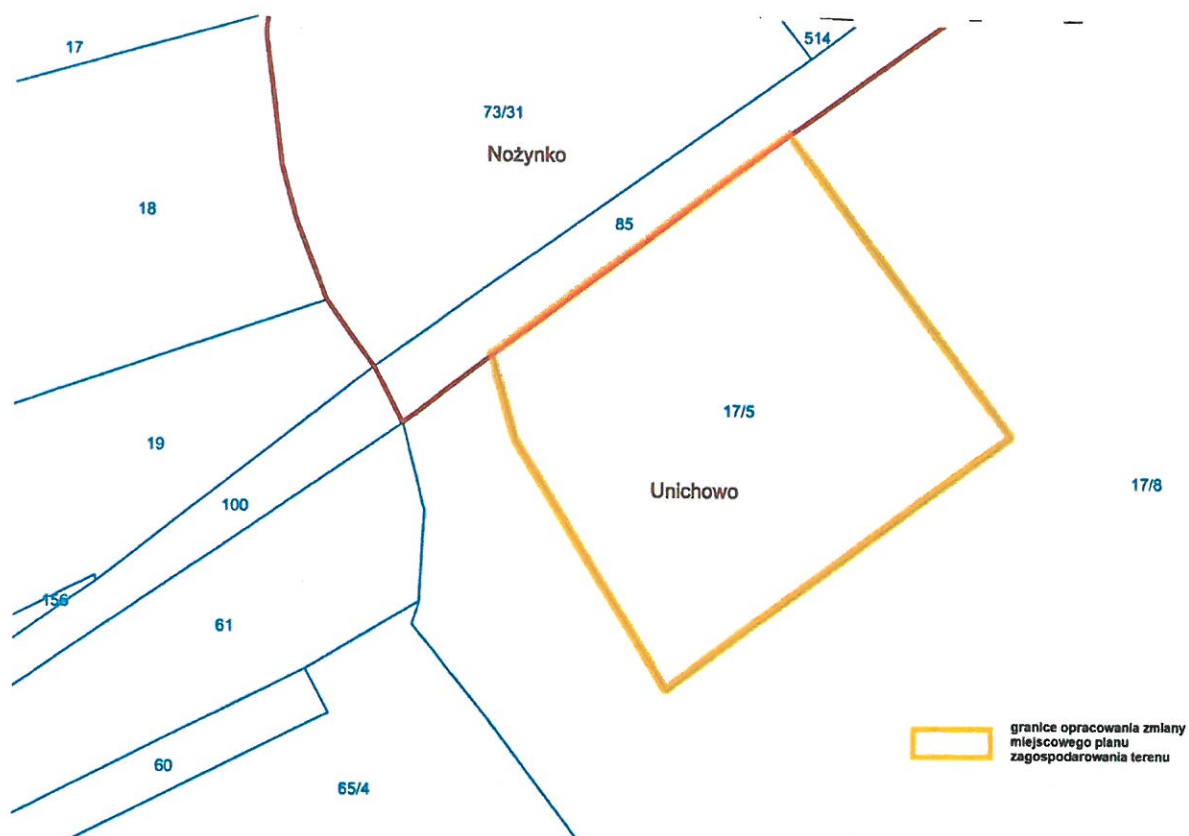 514
17
73/31
Nożynko
18
85
17/5
19
17/8
Unichowo
100
156
61
granice opracowania zmiany
miejscowego planu
zagospodarowania terenu
60
65/4